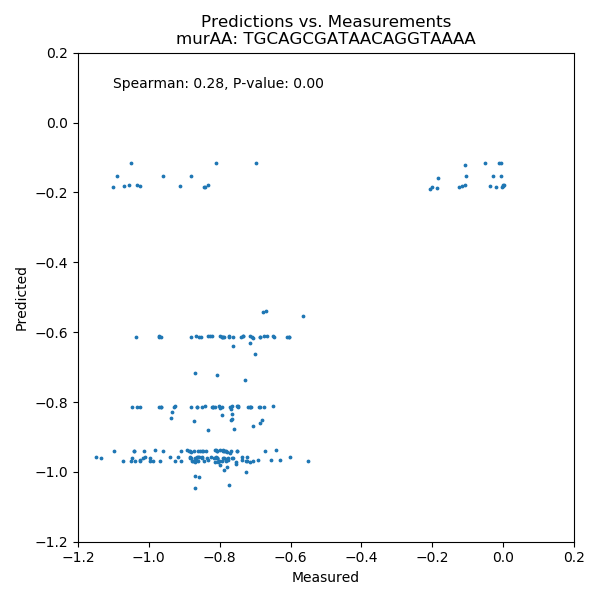 Predictions vs. Measurements
murAA: TGCAGCGATAACAGGTAAAA
Spearman: 0.28, P-value: 0.00
0.2
0.0
−0.2
−0.4
−0.6
−0.8
−1.0
−1.2
Predicted
−1.2 −1.0 −0.8 −0.6 −0.4 −0.2 0.0 0.2
Measured